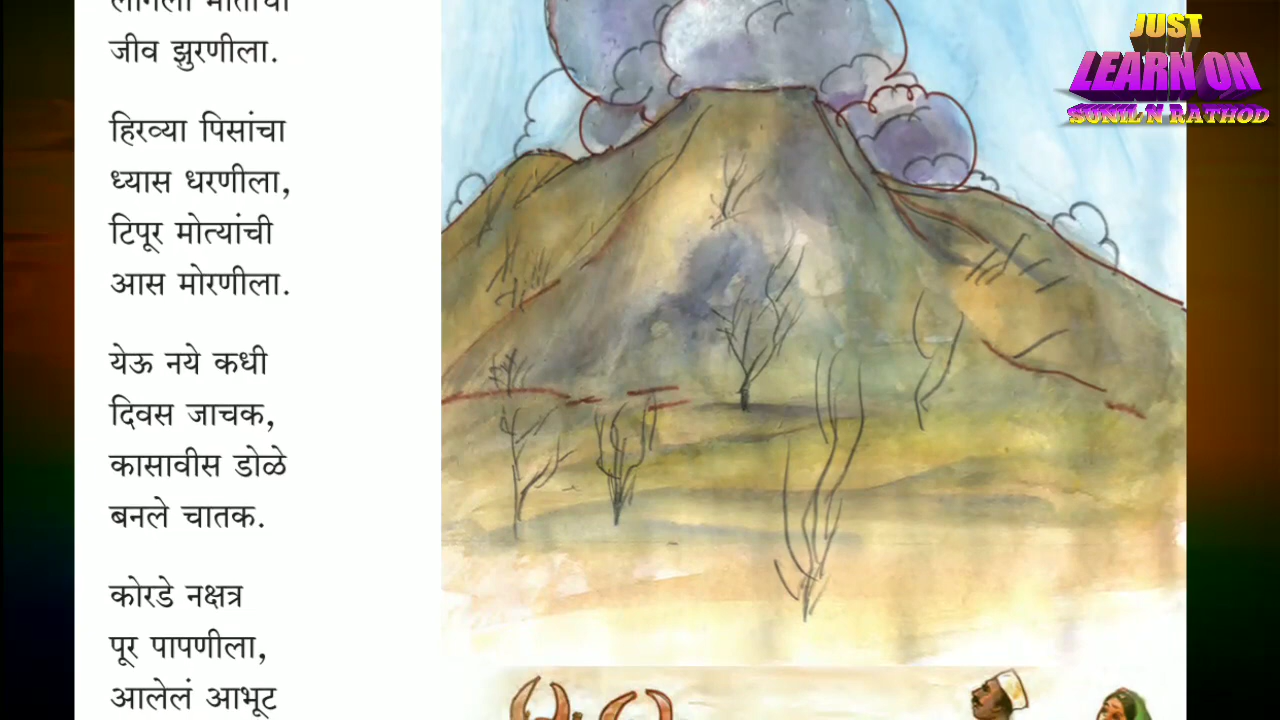 जीव झुरणीला.
हिरव्या पिसांचा
ध्यास धरणीला,
टिपूर मोत्यांची
आस मोरणीला.
येऊ नये कधी
दिवस जाचक,
कासावीस डोळे
बनले चातक.
कोरडे नक्षत्र
पूर पापणीला,
आलेलं आभूट
JUST
LEARN ON
SUNIL N RATHOD